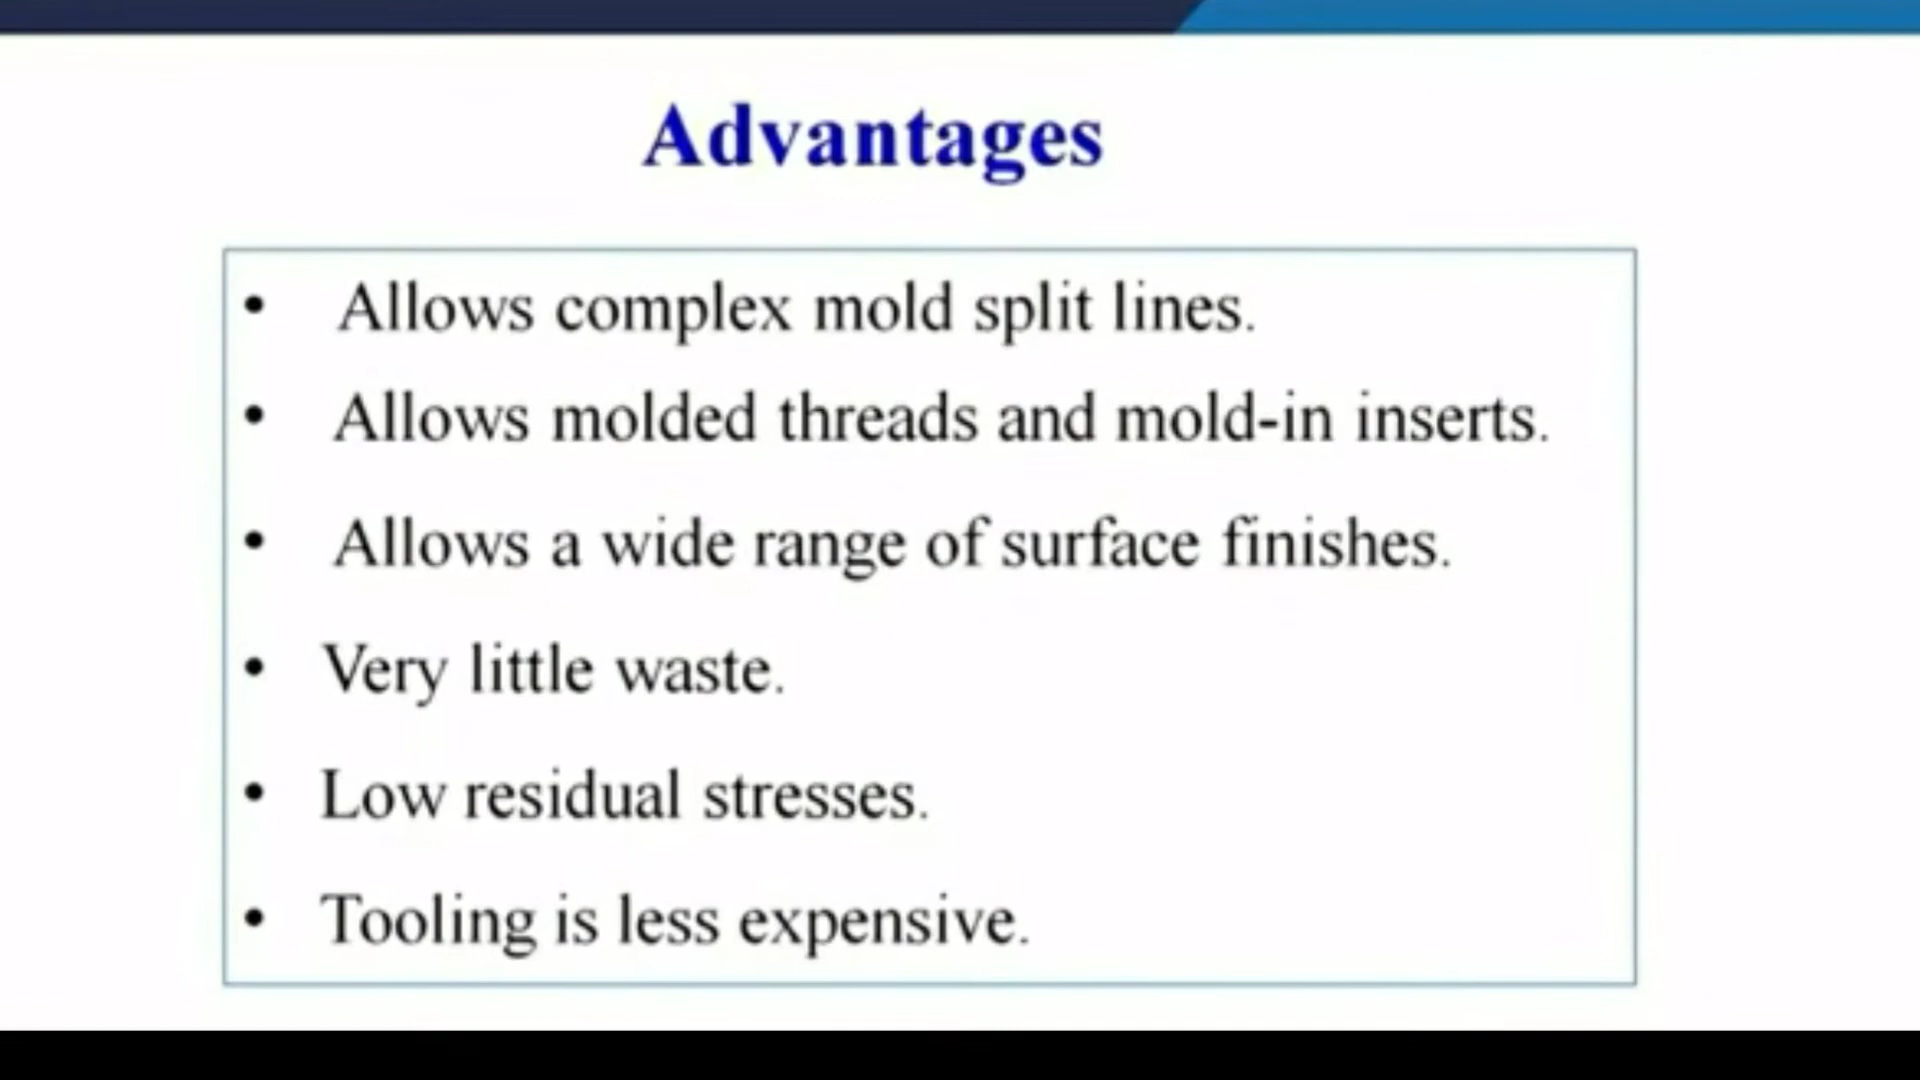 Advantages
• Allows complex mold split lines.
• Allows molded threads and mold-in inserts.
• Allows a wide range of surface finishes.
• Very little waste.
• Low residual stresses.
• Tooling is less expensive.